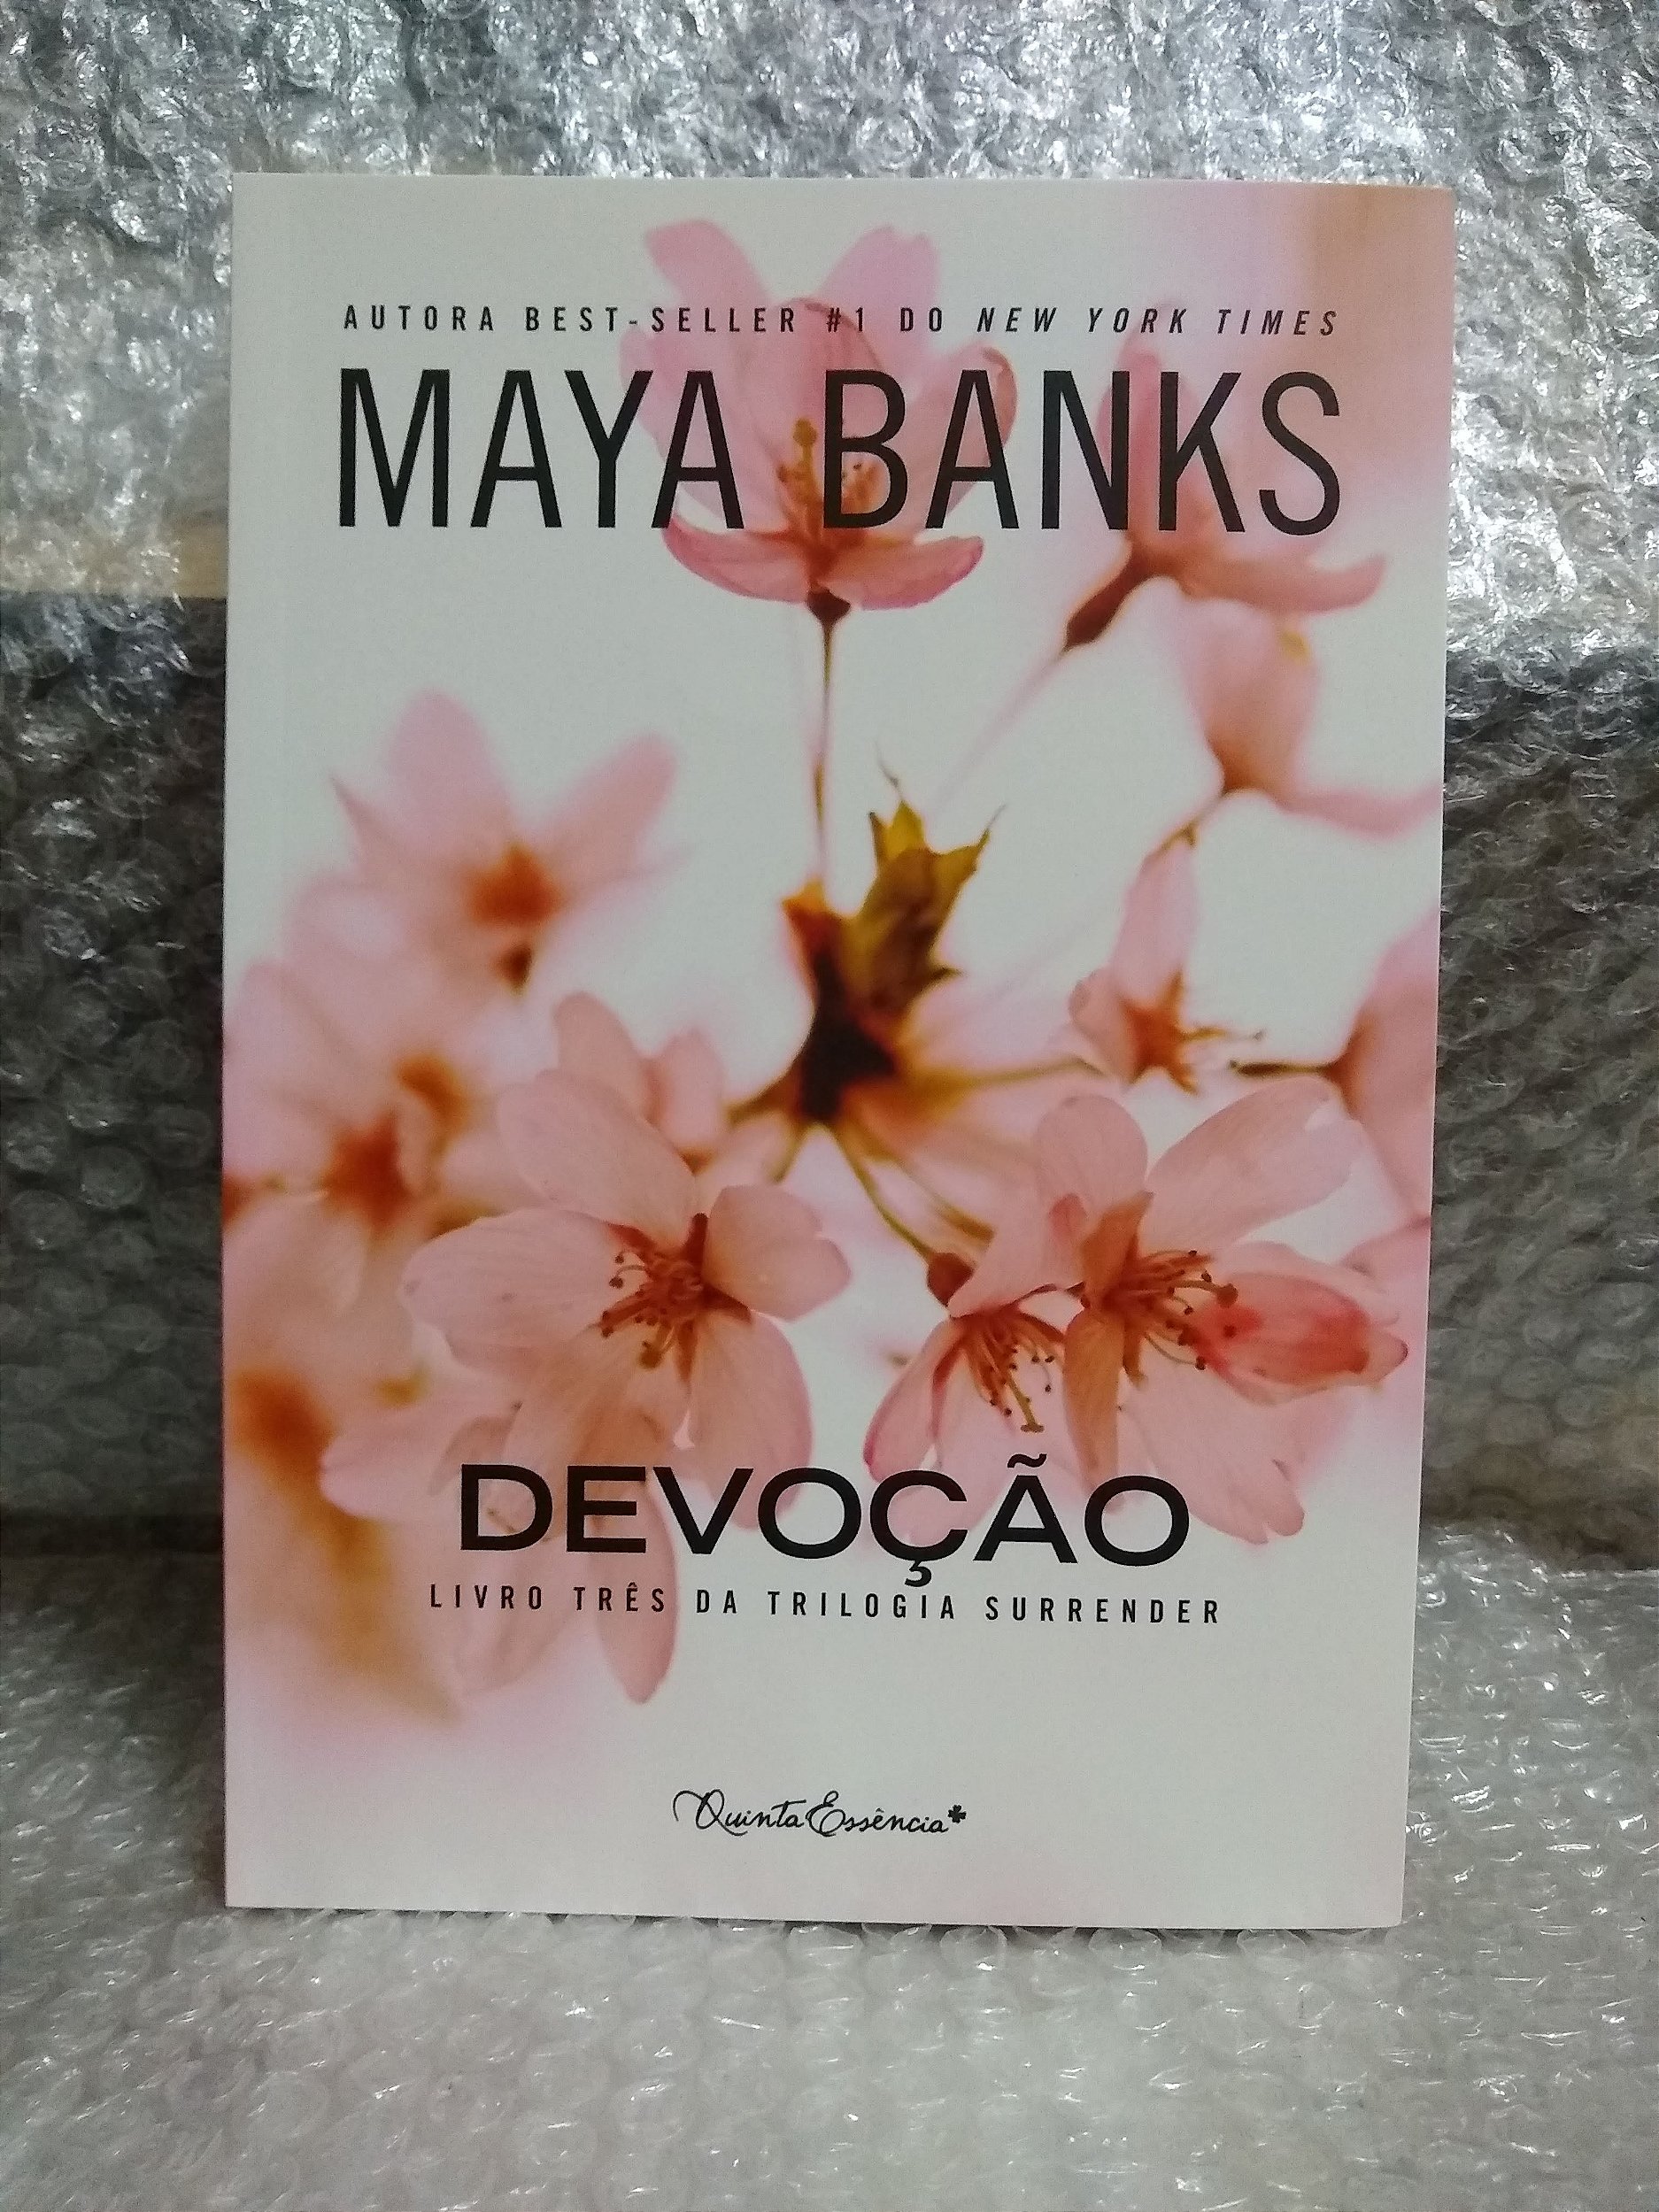 AUTORA BEST-SELLER #1 DO NEW YORK TIMES
MAYA BANKS
DEVOÇÃO
LIVRO TRÊS DA TRILOGIA SURRENDER
Quinta Essência*